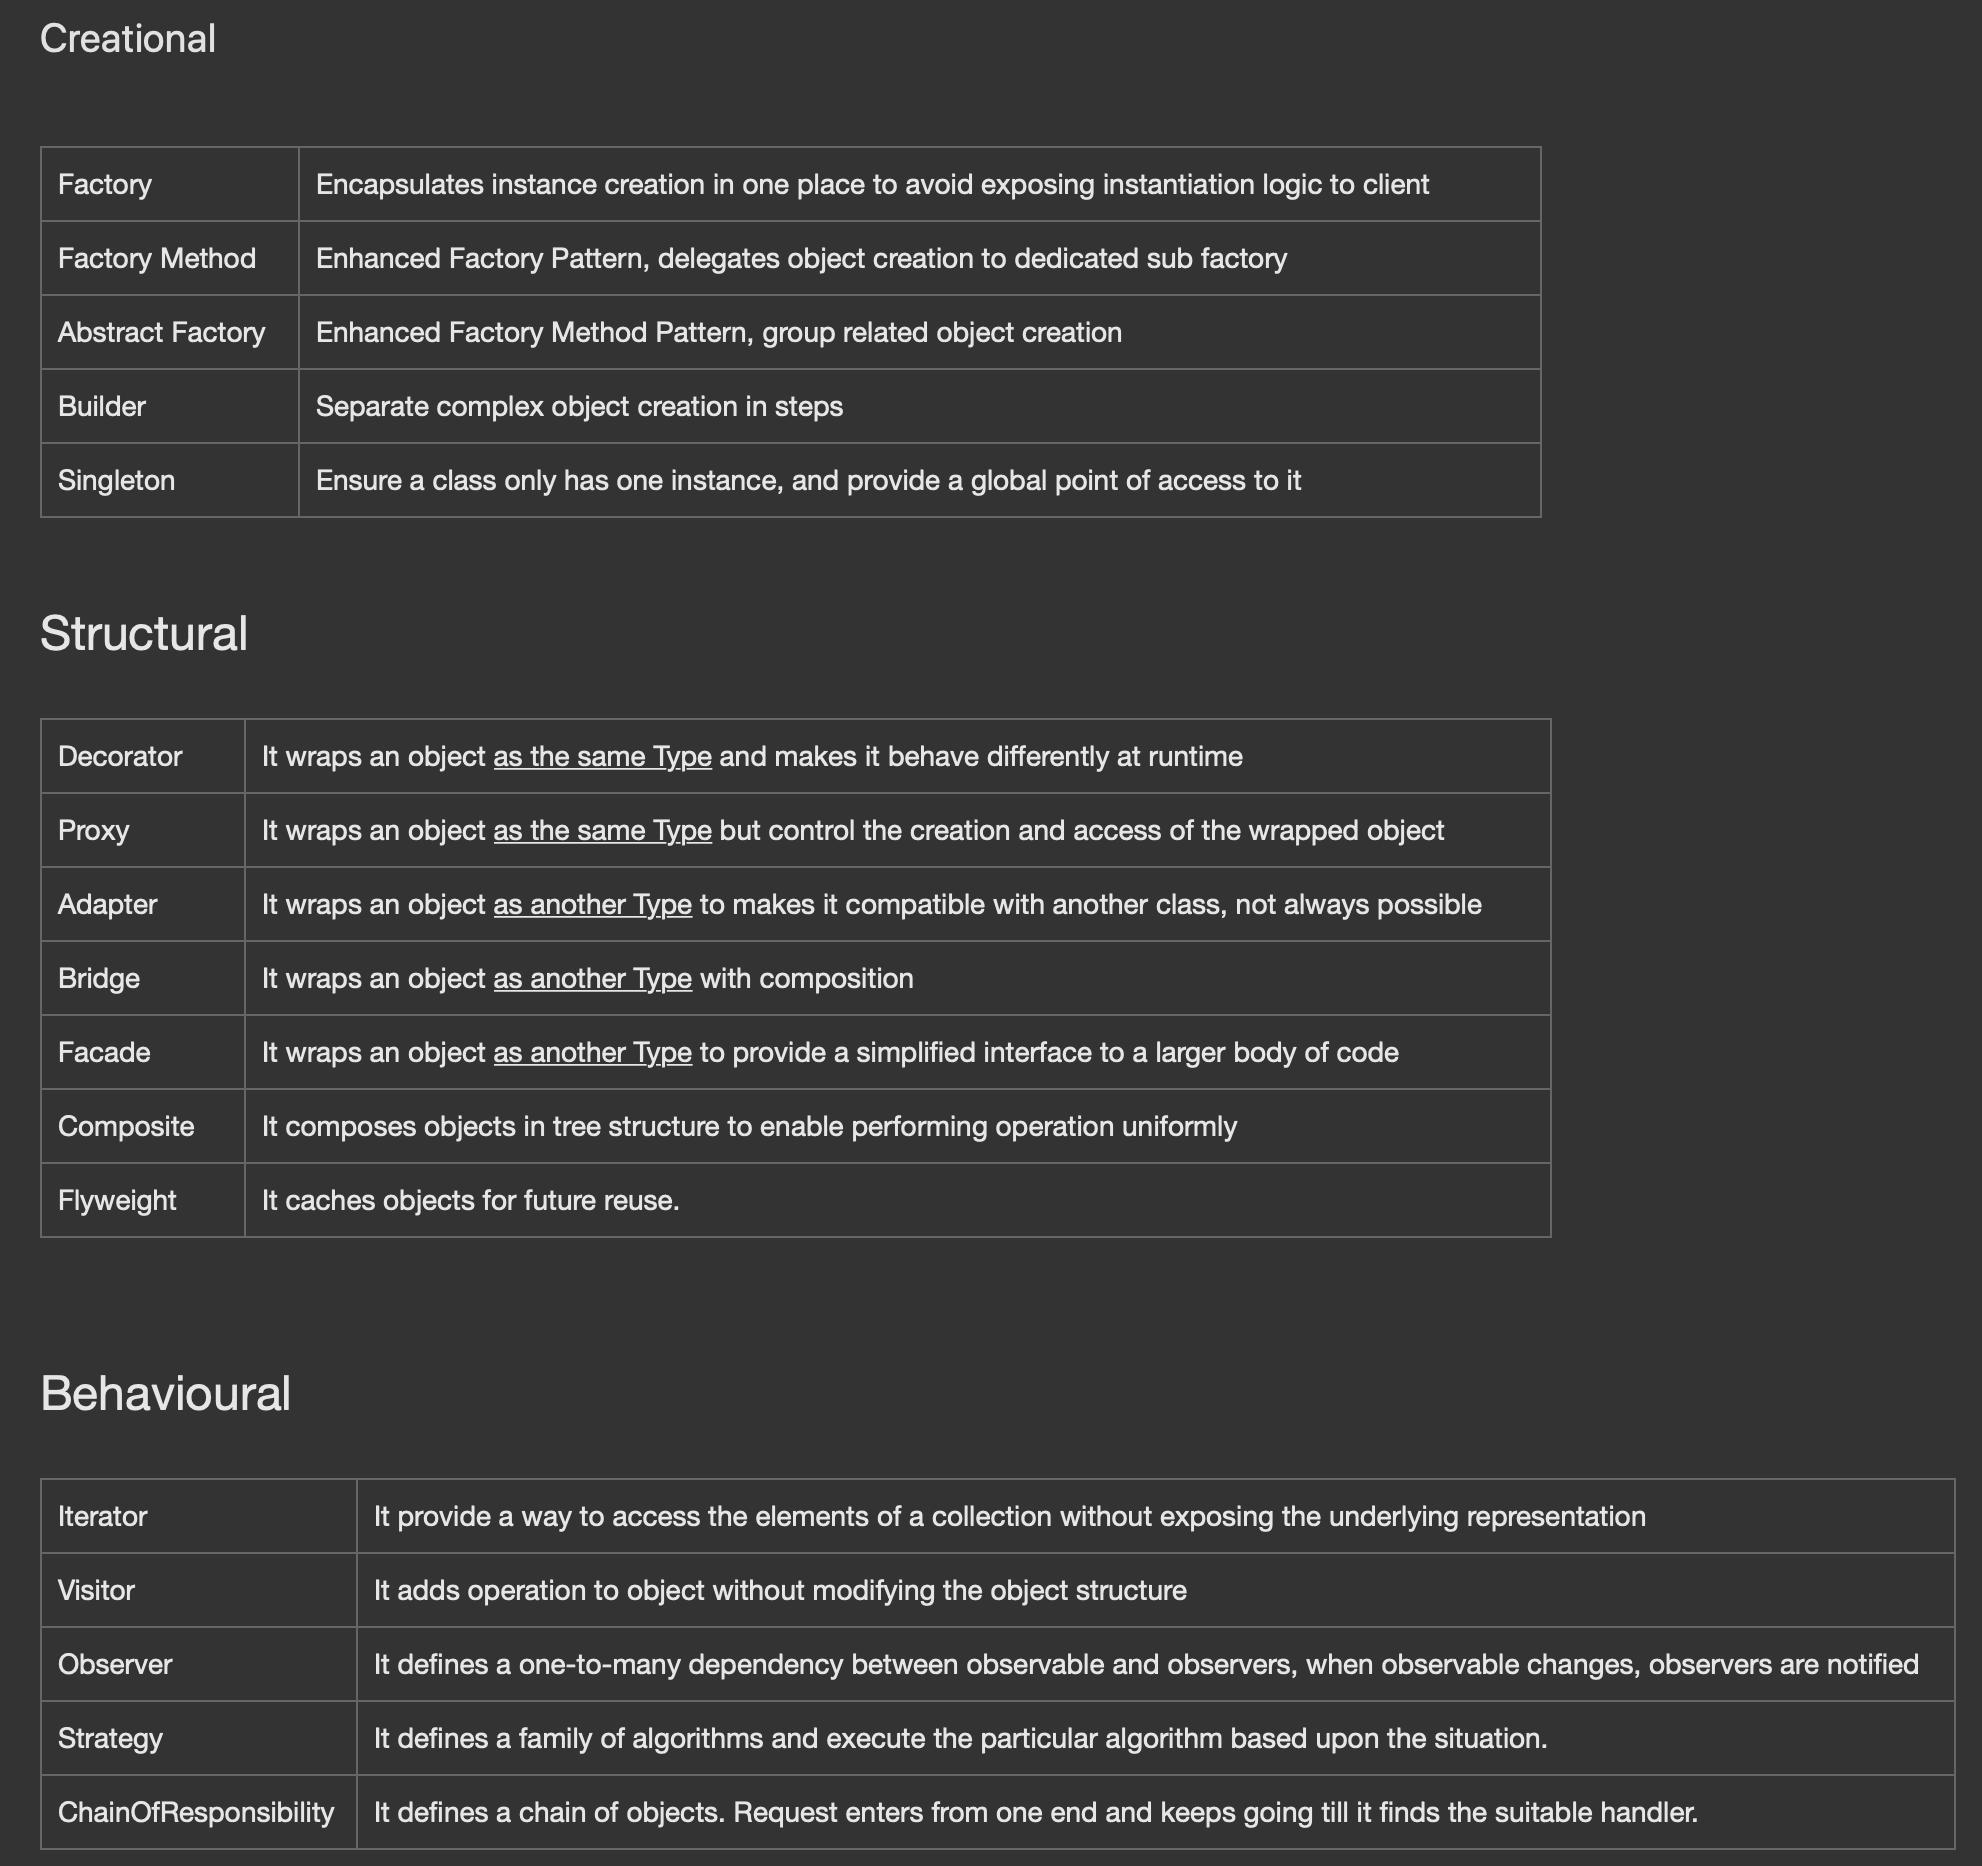 Creational
Factory
Encapsulates instance creation in one place to avoid exposing instantiation logic to client
Factory Method
Enhanced Factory Pattern, delegates object creation to dedicated sub factory
Abstract Factory
Enhanced Factory Method Pattern, group related object creation
Builder
Separate complex object creation in steps
Singleton
Ensure a class only has one instance, and provide a global point of access to it
Structural
Decorator
It wraps an object as the same Type and makes it behave differently at runtime
Proxy
It wraps an object as the same Type but control the creation and access of the wrapped object
Adapter
It wraps an object as another Type to makes it compatible with another class, not always possible
Bridge
It wraps an object as another Type with composition
Facade
It wraps an object as another Type to provide a simplified interface to a larger body of code
Composite
It composes objects in tree structure to enable performing operation uniformly
Flyweight
It caches objects for future reuse.
Behavioural
Iterator
It provide a way to access the elements of a collection without exposing the underlying representation
Visitor
It adds operation to object without modifying the object structure
Observer
It defines a one-to-many dependency between observable and observers, when observable changes, observers are notified
Strategy
It defines a family of algorithms and execute the particular algorithm based upon the situation.
ChainOfResponsibility
It defines a chain of objects. Request enters from one end and keeps going till it finds the suitable handler.